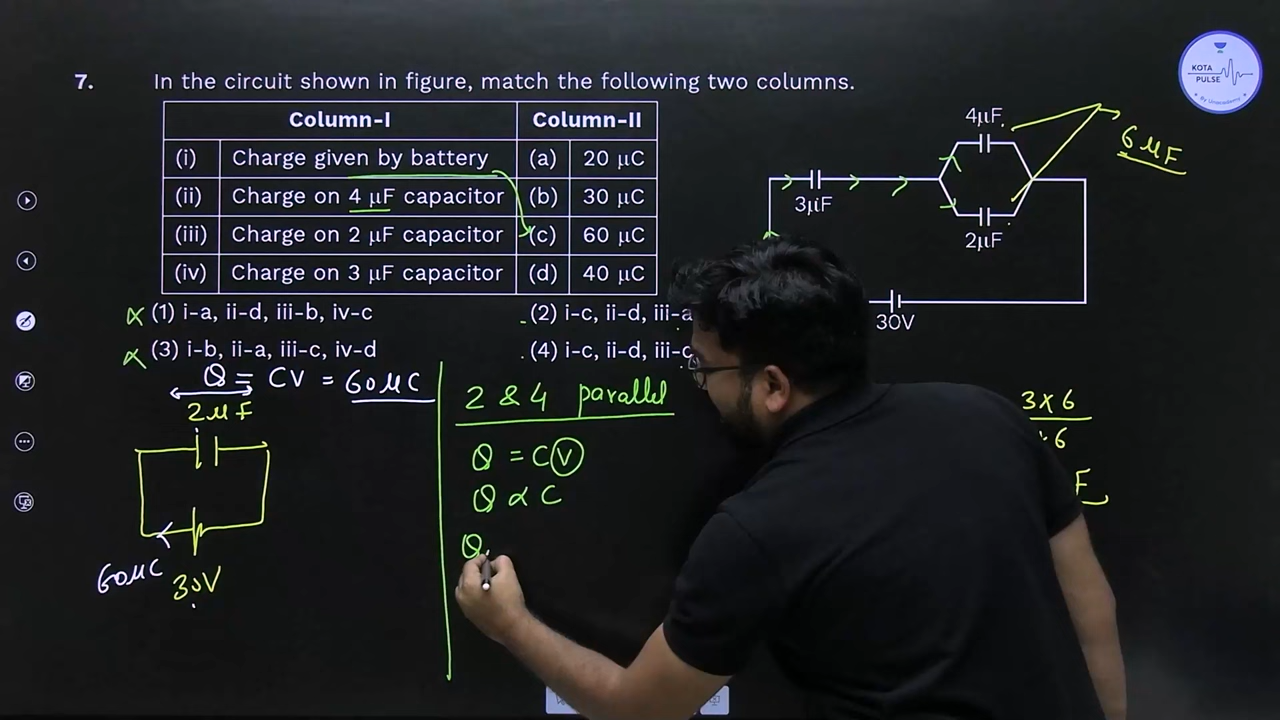 7. In the circuit shown in figure, match the following two columns.
Column-I Column-II
(i) Charge given by battery (a) 20 μC
(ii) Charge on 4 μF capacitor (b) 30 μC
(iii) Charge on 2 μF capacitor (c) 60 μC
(iv) Charge on 3 μF capacitor (d) 40 μC
(1) i-a, ii-d, iii-b, iv-c
(2) i-c, ii-d, iii-a
(3) i-b, ii-a, iii-c, iv-d
(4) i-c, ii-d, iii-c
KOTA
PULSE
By Unacademy
4μF
6 μF
3μF
2μF
30V
Q = CV = 60μC
2μF
60μC
30V
2 & 4 parallel
Q = CV
Q ∝ C
Q
3 x 6
F